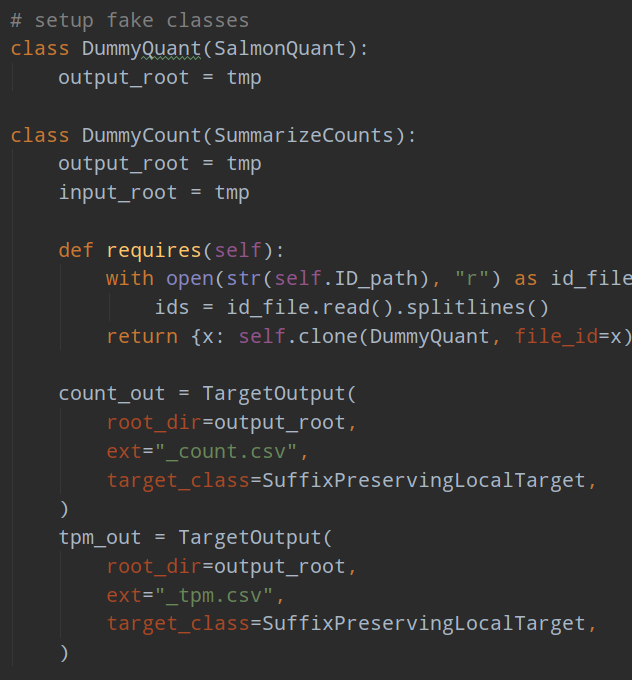 # setup fake classes
class DummyQuant(SalmonQuant):
    output_root = tmp

class DummyCount(SummarizeCounts):
    output_root = tmp
    input_root = tmp

    def requires(self):
        with open(str(self.ID_path), "r") as id_file
            ids = id_file.read().splitlines()
        return {x: self.clone(DummyQuant, file_id=x)

    count_out = TargetOutput(
        root_dir=output_root,
        ext="_count.csv",
        target_class=SuffixPreservingLocalTarget,
    )
    tpm_out = TargetOutput(
        root_dir=output_root,
        ext="_tpm.csv",
        target_class=SuffixPreservingLocalTarget,
    )